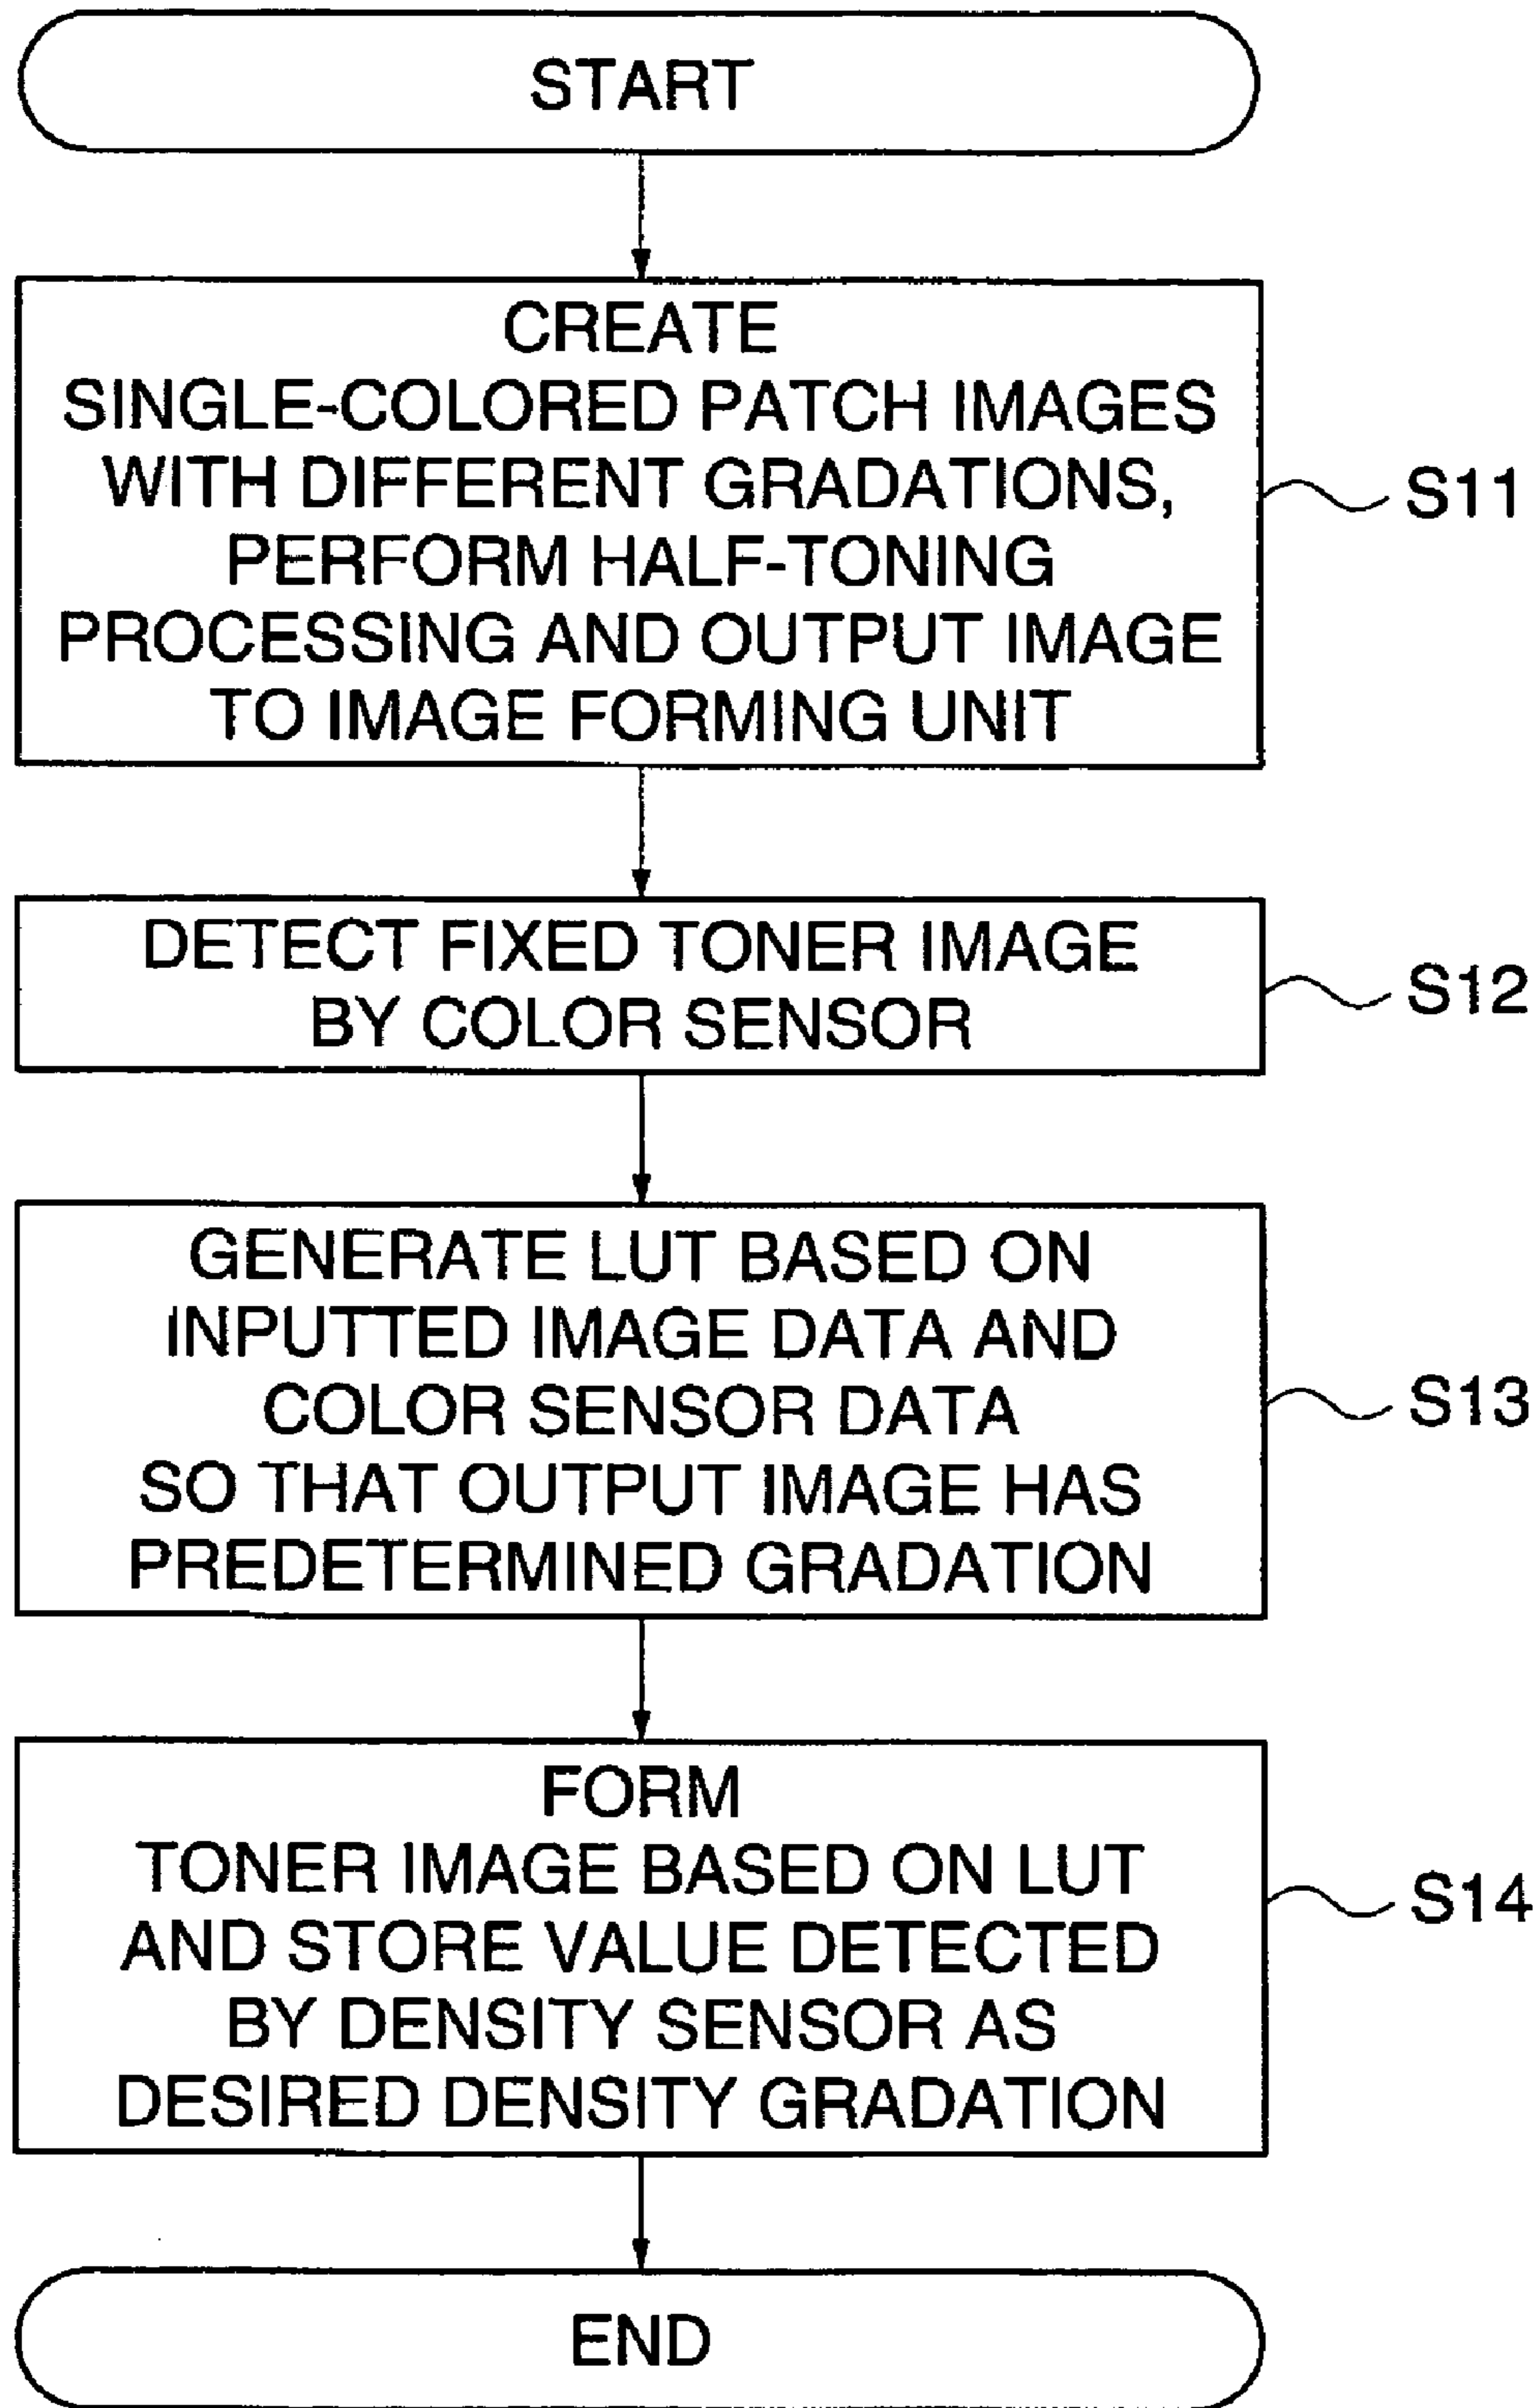 START
CREATE
SINGLE-COLORED PATCH IMAGES
WITH DIFFERENT GRADATIONS,
PERFORM HALF-TONING
PROCESSING AND OUTPUT IMAGE
TO IMAGE FORMING UNIT
S11
DETECT FIXED TONER IMAGE
BY COLOR SENSOR
S12
GENERATE LUT BASED ON
INPUTTED IMAGE DATA AND
COLOR SENSOR DATA
SO THAT OUTPUT IMAGE HAS
PREDETERMINED GRADATION
S13
FORM
TONER IMAGE BASED ON LUT
AND STORE VALUE DETECTED
BY DENSITY SENSOR AS
DESIRED DENSITY GRADATION
S14
END